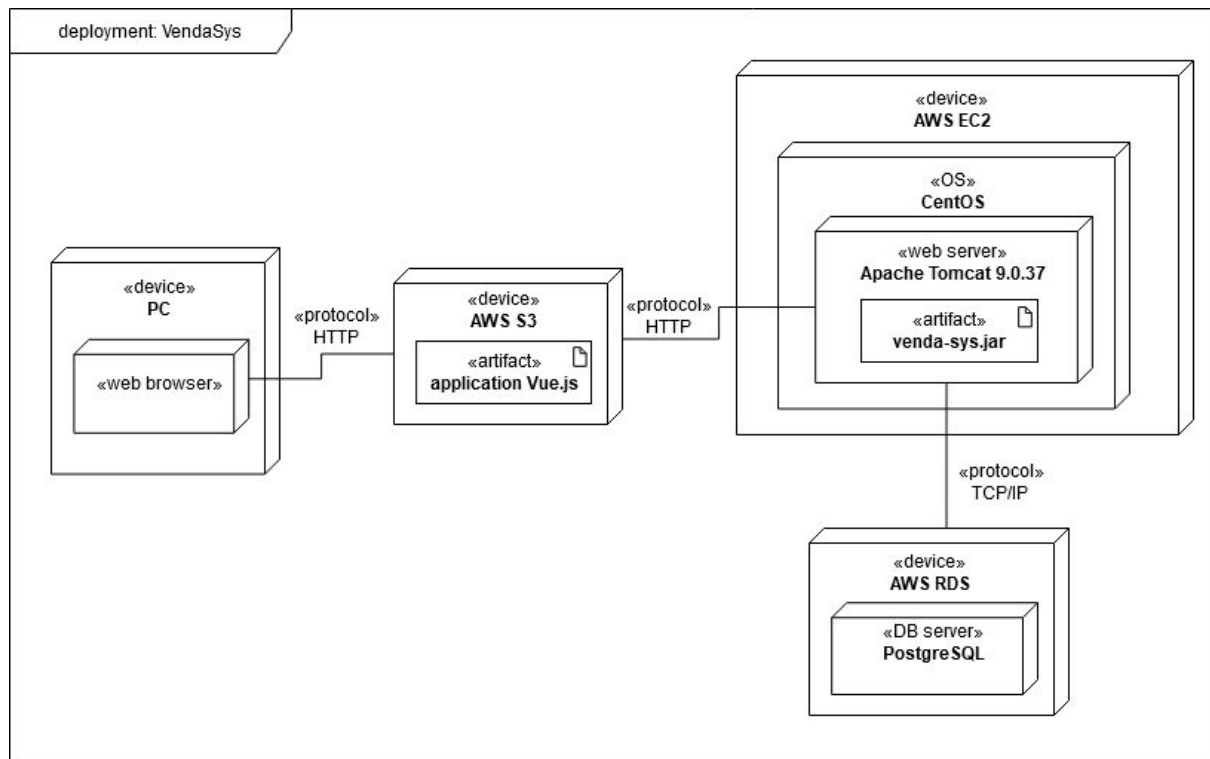 deployment: VendaSys
«device»
PC
«web browser»
«protocol»
HTTP
«device»
AWS S3
«artifact»
application Vue.js
«protocol»
HTTP
«device»
AWS EC2
«OS»
CentOS
«web server»
Apache Tomcat 9.0.37
«artifact»
venda-sys.jar
«protocol»
TCP/IP
«device»
AWS RDS
«DB server»
PostgreSQL